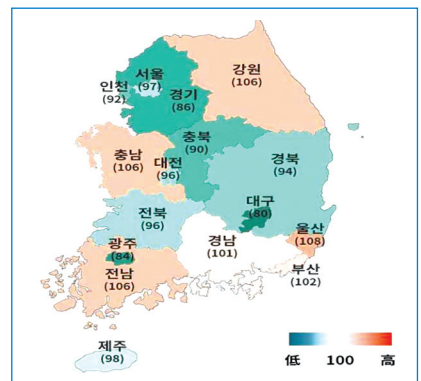 서울
(97)
강원
(106)
인천
(92)
경기
(86)
충북
(90)
충남
(106)
대전
(96)
경북
(94)
전북
(96)
대구
(80)
경남
(101)
울산
(108)
광주
(84)
부산
(102)
전남
(106)
제주
(98)
低 100 高